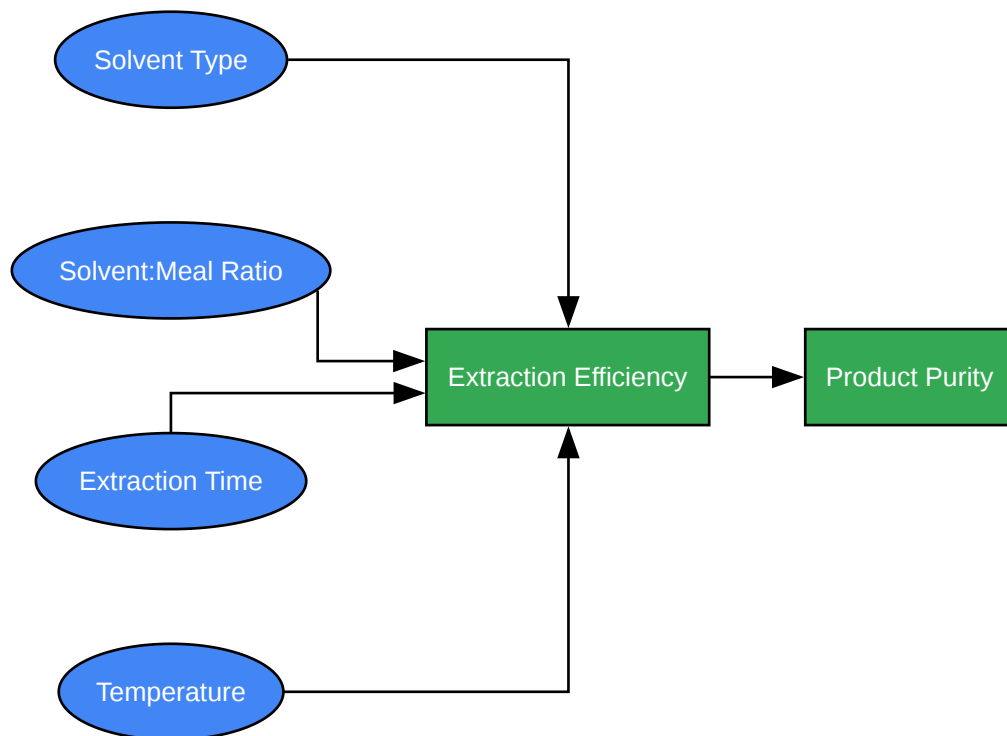 Solvent Type
Solvent:Meal Ratio
Extraction Efficiency
Product Purity
Extraction Time
Temperature